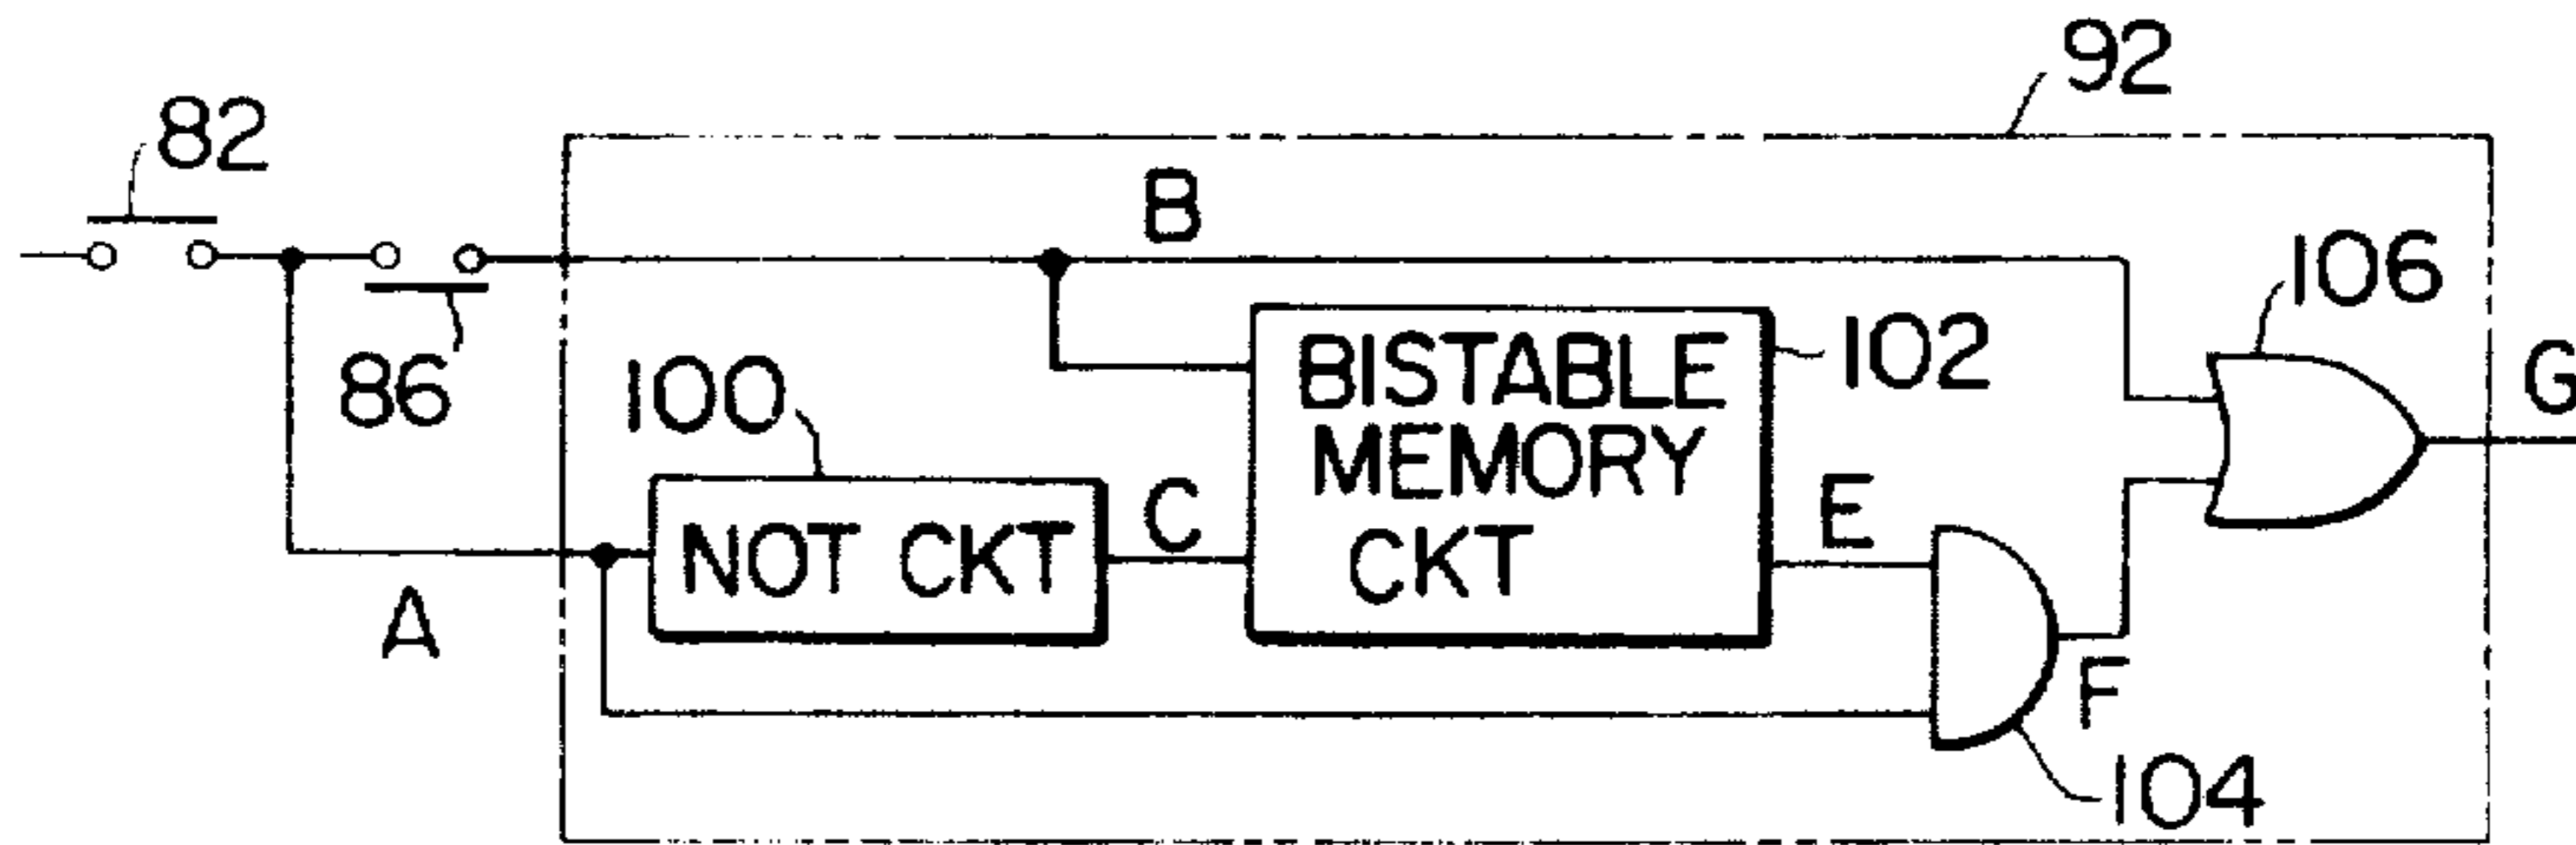 92
82
B
106
86
100
BISTABLE
MEMORY
CKT
102
G
NOT CKT
C
E
A
F
104